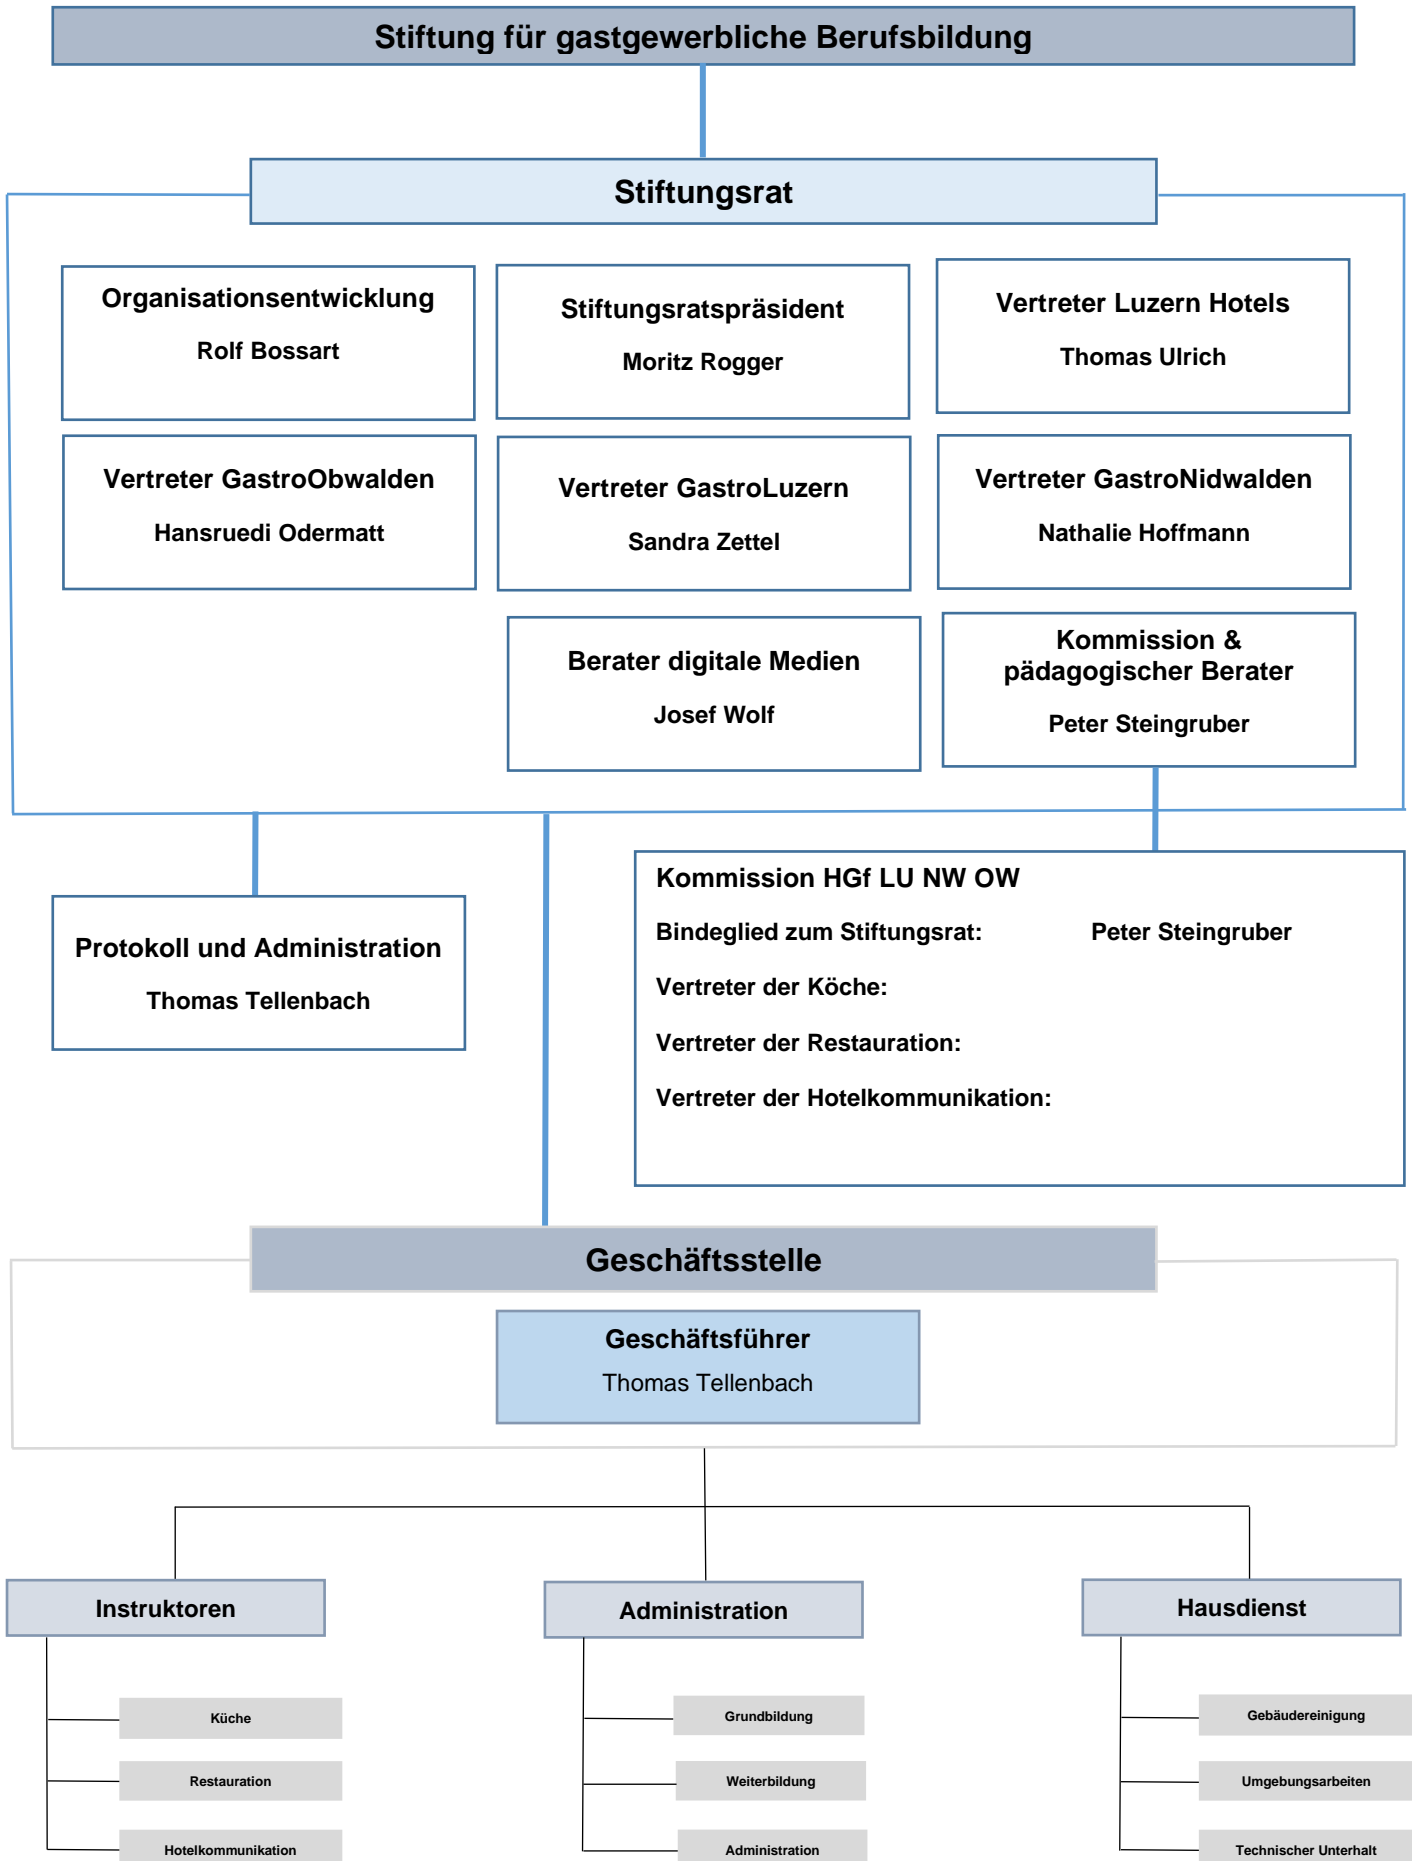 Stiftung für gastgewerbliche Berufsbildung
Stiftungsrat
Organisationsentwicklung
Rolf Bossart
Stiftungsratspräsident
Moritz Rogger
Vertreter Luzern Hotels
Thomas Ulrich
Vertreter GastroObwalden
Hansruedi Odermatt
Vertreter GastroLuzern
Sandra Zettel
Vertreter GastroNidwalden
Nathalie Hoffmann
Berater digitale Medien
Josef Wolf
Kommission &
pädagogischer Berater
Peter Steingruber
Protokoll und Administration
Thomas Tellenbach
Kommission HGf LU NW OW
Bindeglied zum Stiftungsrat: Peter Steingruber
Vertreter der Köche:
Vertreter der Restauration:
Vertreter der Hotelkommunikation:
Geschäftsstelle
Geschäftsführer
Thomas Tellenbach
Instruktoren
Küche
Restauration
Hotelkommunikation
Administration
Grundbildung
Weiterbildung
Administration
Hausdienst
Gebäudereinigung
Umgebungsarbeiten
Technischer Unterhalt